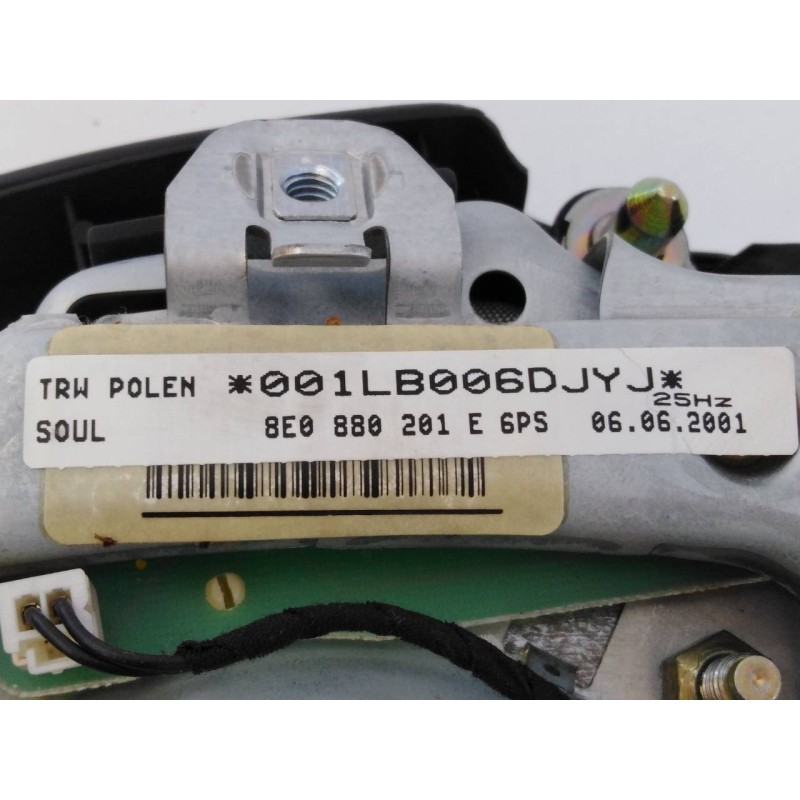 TRW POLEN *001LB006DJYJ*
25Hz
SOUL 8E0 880 201 E 6PS 06.06.2001